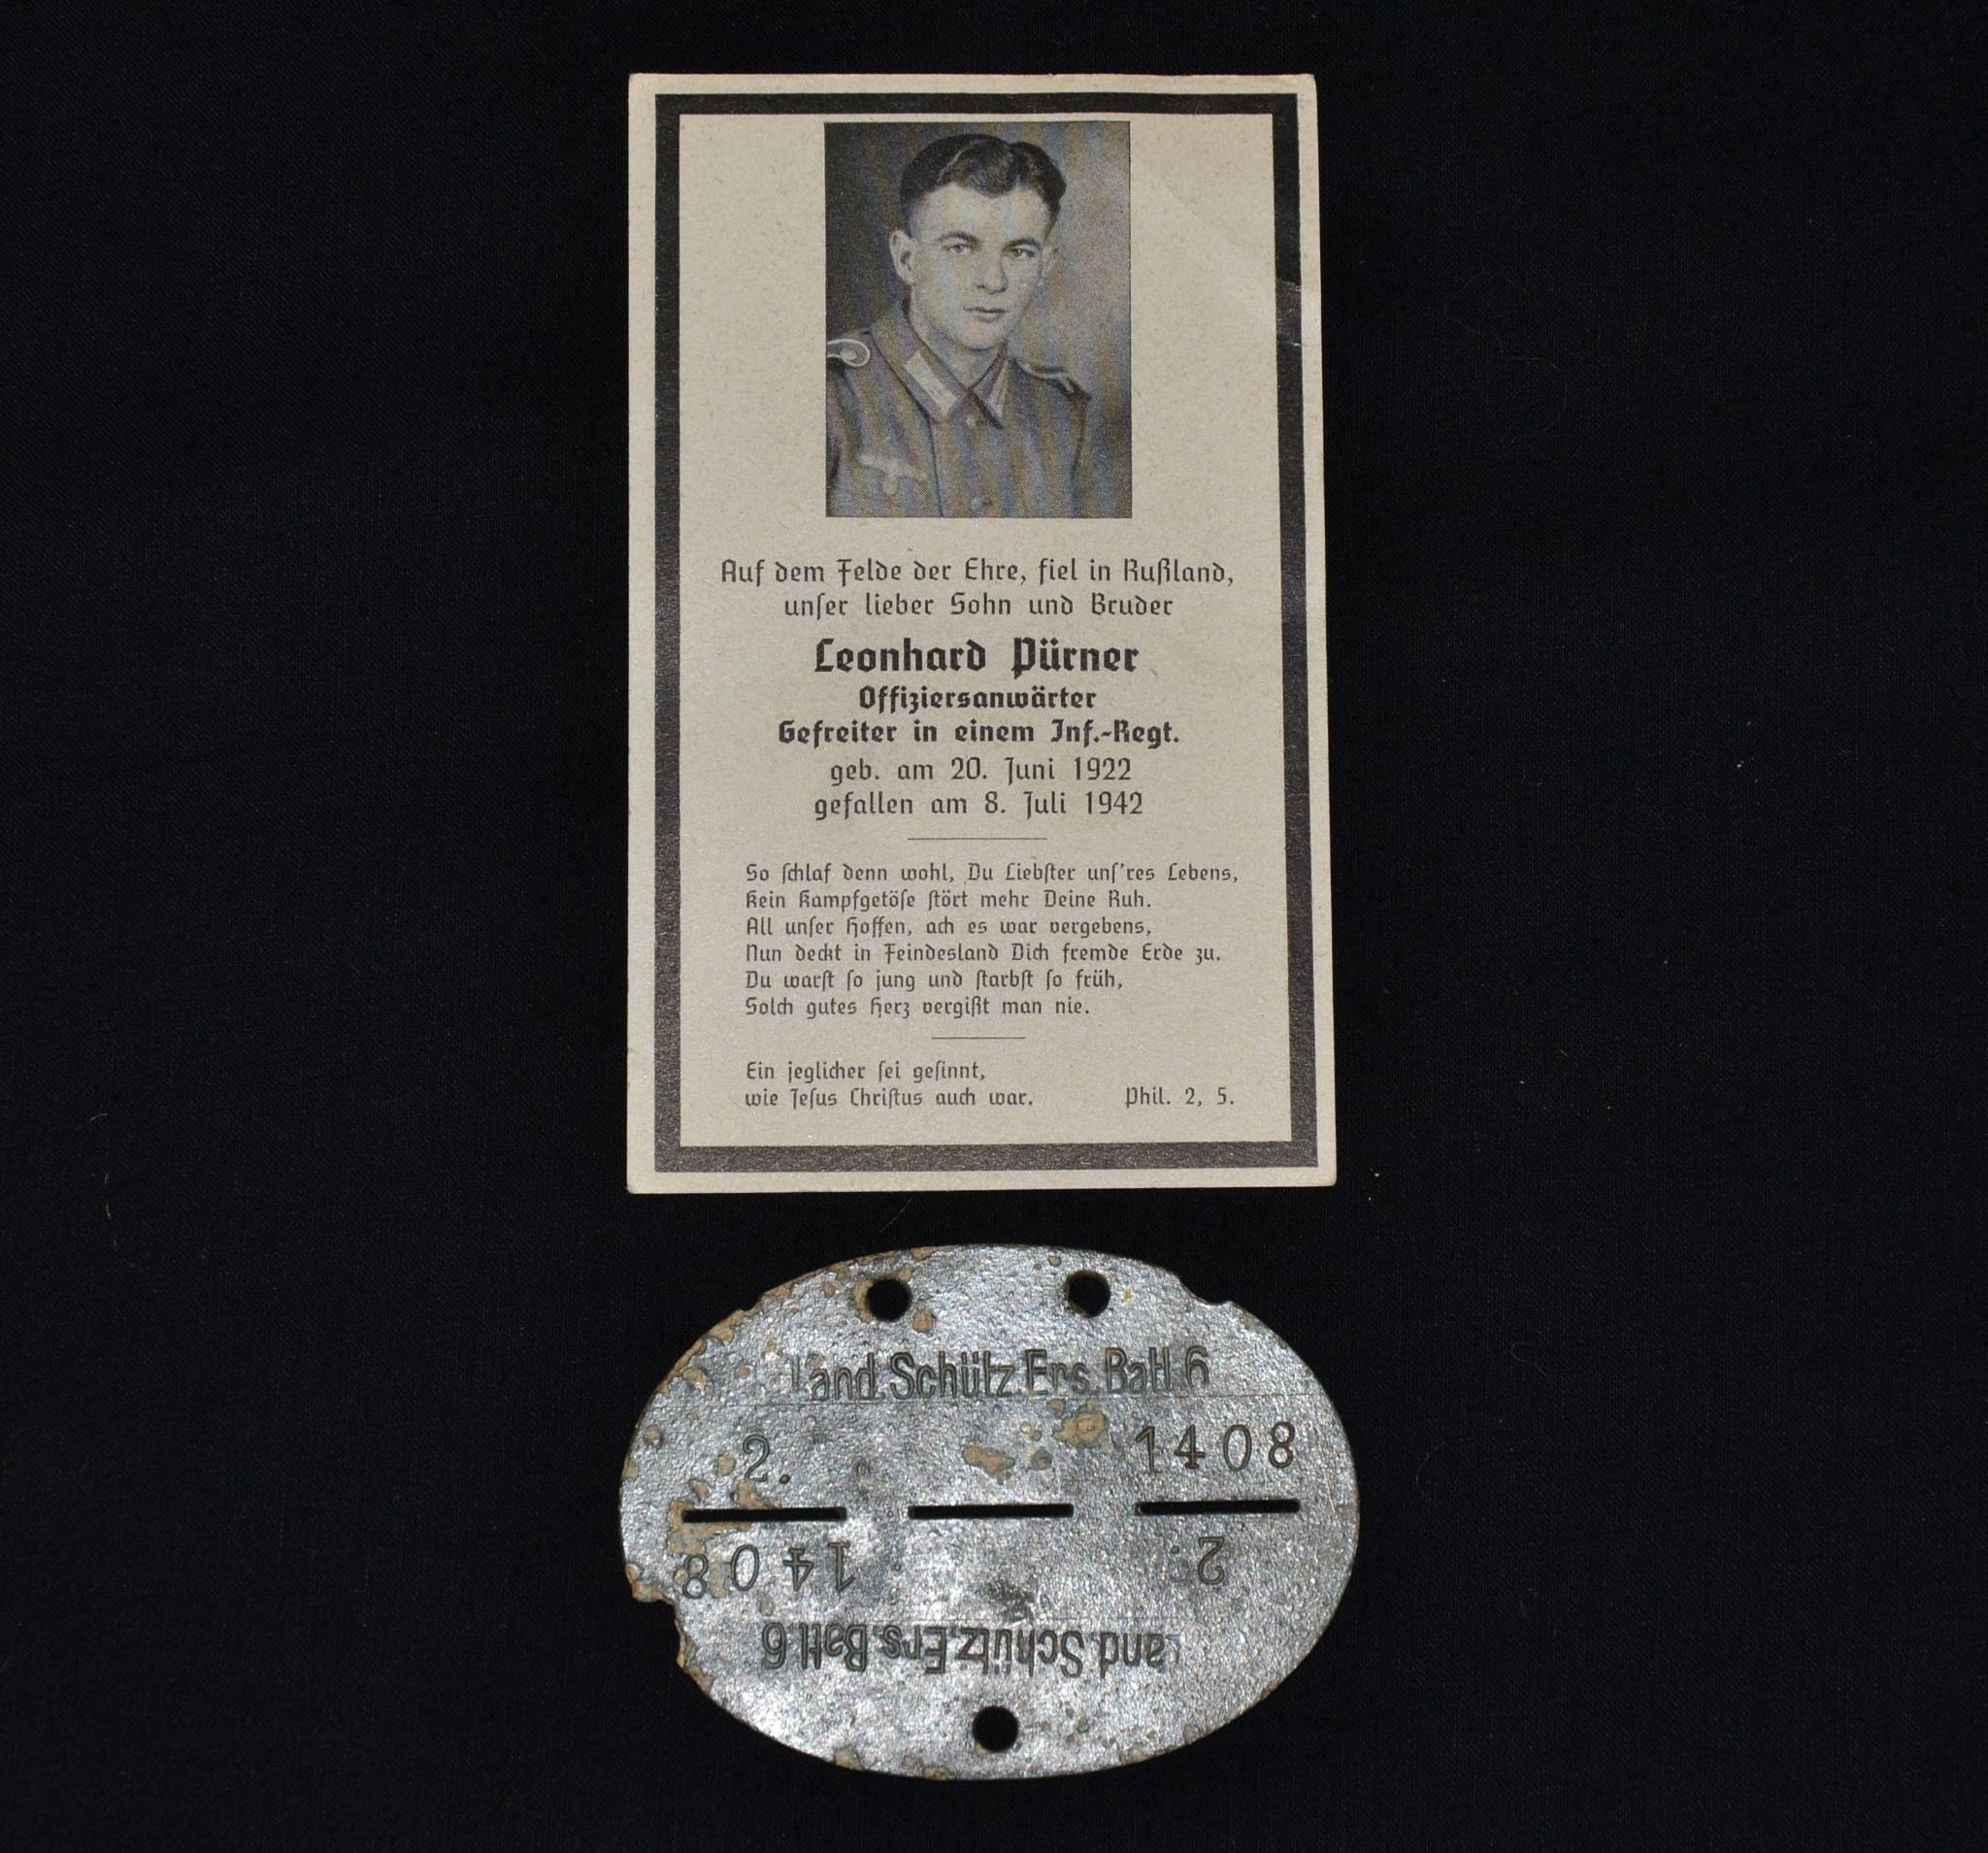 Auf dem Felde der Ehre, fiel in Rußland,
unſer lieber Sohn und Bruder
Leonhard Pürner
Offiziersanwärter
Gefreiter in einem Inf.-Regt.
geb. am 20. Juni 1922
gefallen am 8. Juli 1942
So ſchlaf denn wohl, Du Liebſter unſ'res Lebens,
Kein Kampfgetöſe ſtört mehr Deine Ruh.
All unſer Hoffen, ach es war vergebens,
Nun deckt in Feindesland Dich fremde Erde zu.
Du warſt ſo jung und ſtarbſt ſo früh,
Solch gutes Herz vergißt man nie.
Ein jeglicher ſei geſinnt,
wie Jeſus Chriſtus auch war. Phil. 2, 5.
Land.Schütz.Ers.Batl.6
2. 1408
1408 2.
Land.Schütz.Ers.Batl.6